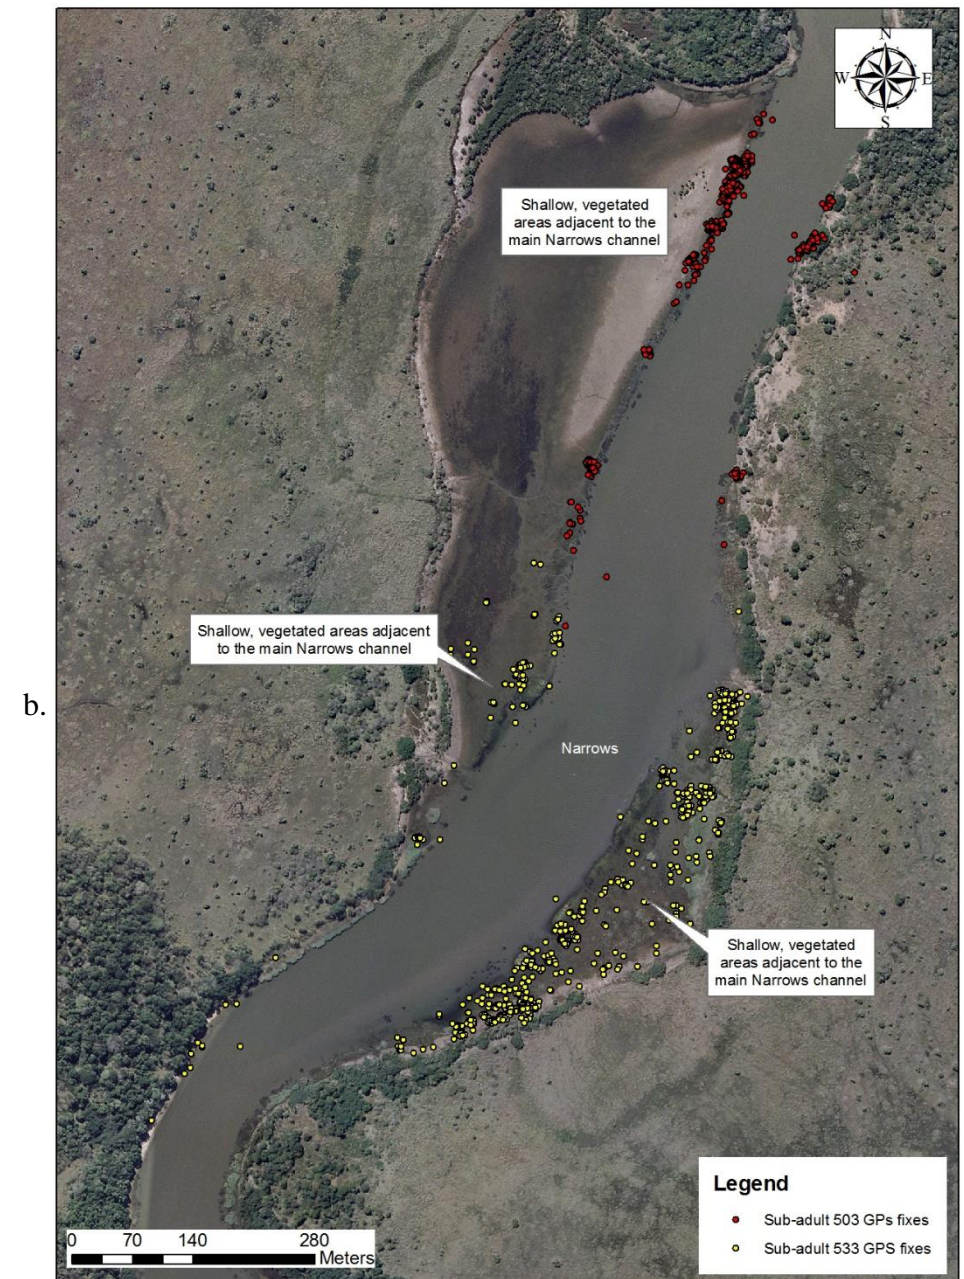 N
W E
S
Shallow, vegetated
areas adjacent to the
main Narrows channel
Shallow, vegetated areas adjacent
to the main Narrows channel
b.
Narrows
Shallow, vegetated
areas adjacent to the
main Narrows channel
Legend
Sub-adult 503 GPs fixes
Sub-adult 533 GPS fixes
0 70 140 280
Meters